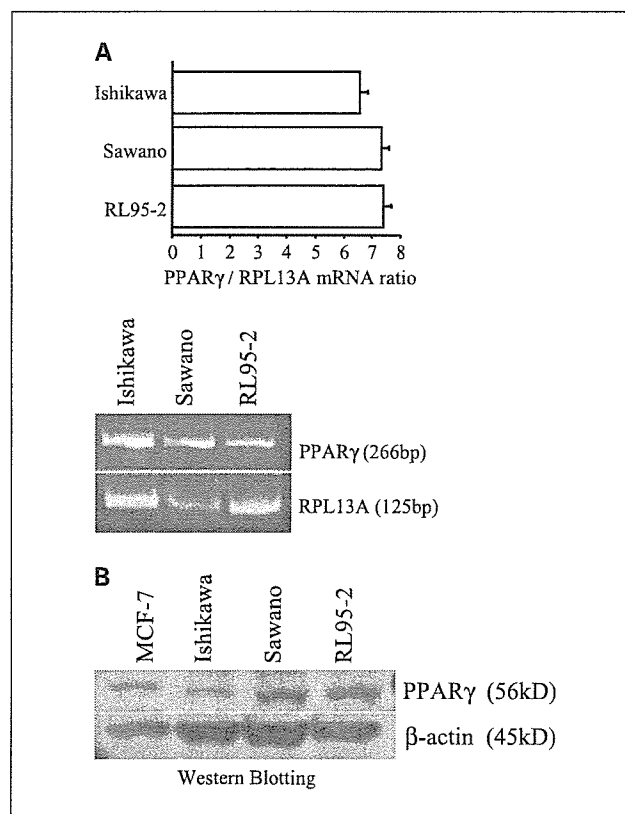 A
Ishikawa
Sawano
RL95-2
0 1 2 3 4 5 6 7 8
PPARγ / RPL13A mRNA ratio
Ishikawa
Sawano
RL95-2
PPARγ (266bp)
RPL13A (125bp)
B
MCF-7
Ishikawa
Sawano
RL95-2
PPARγ (56kD)
β-actin (45kD)
Western Blotting